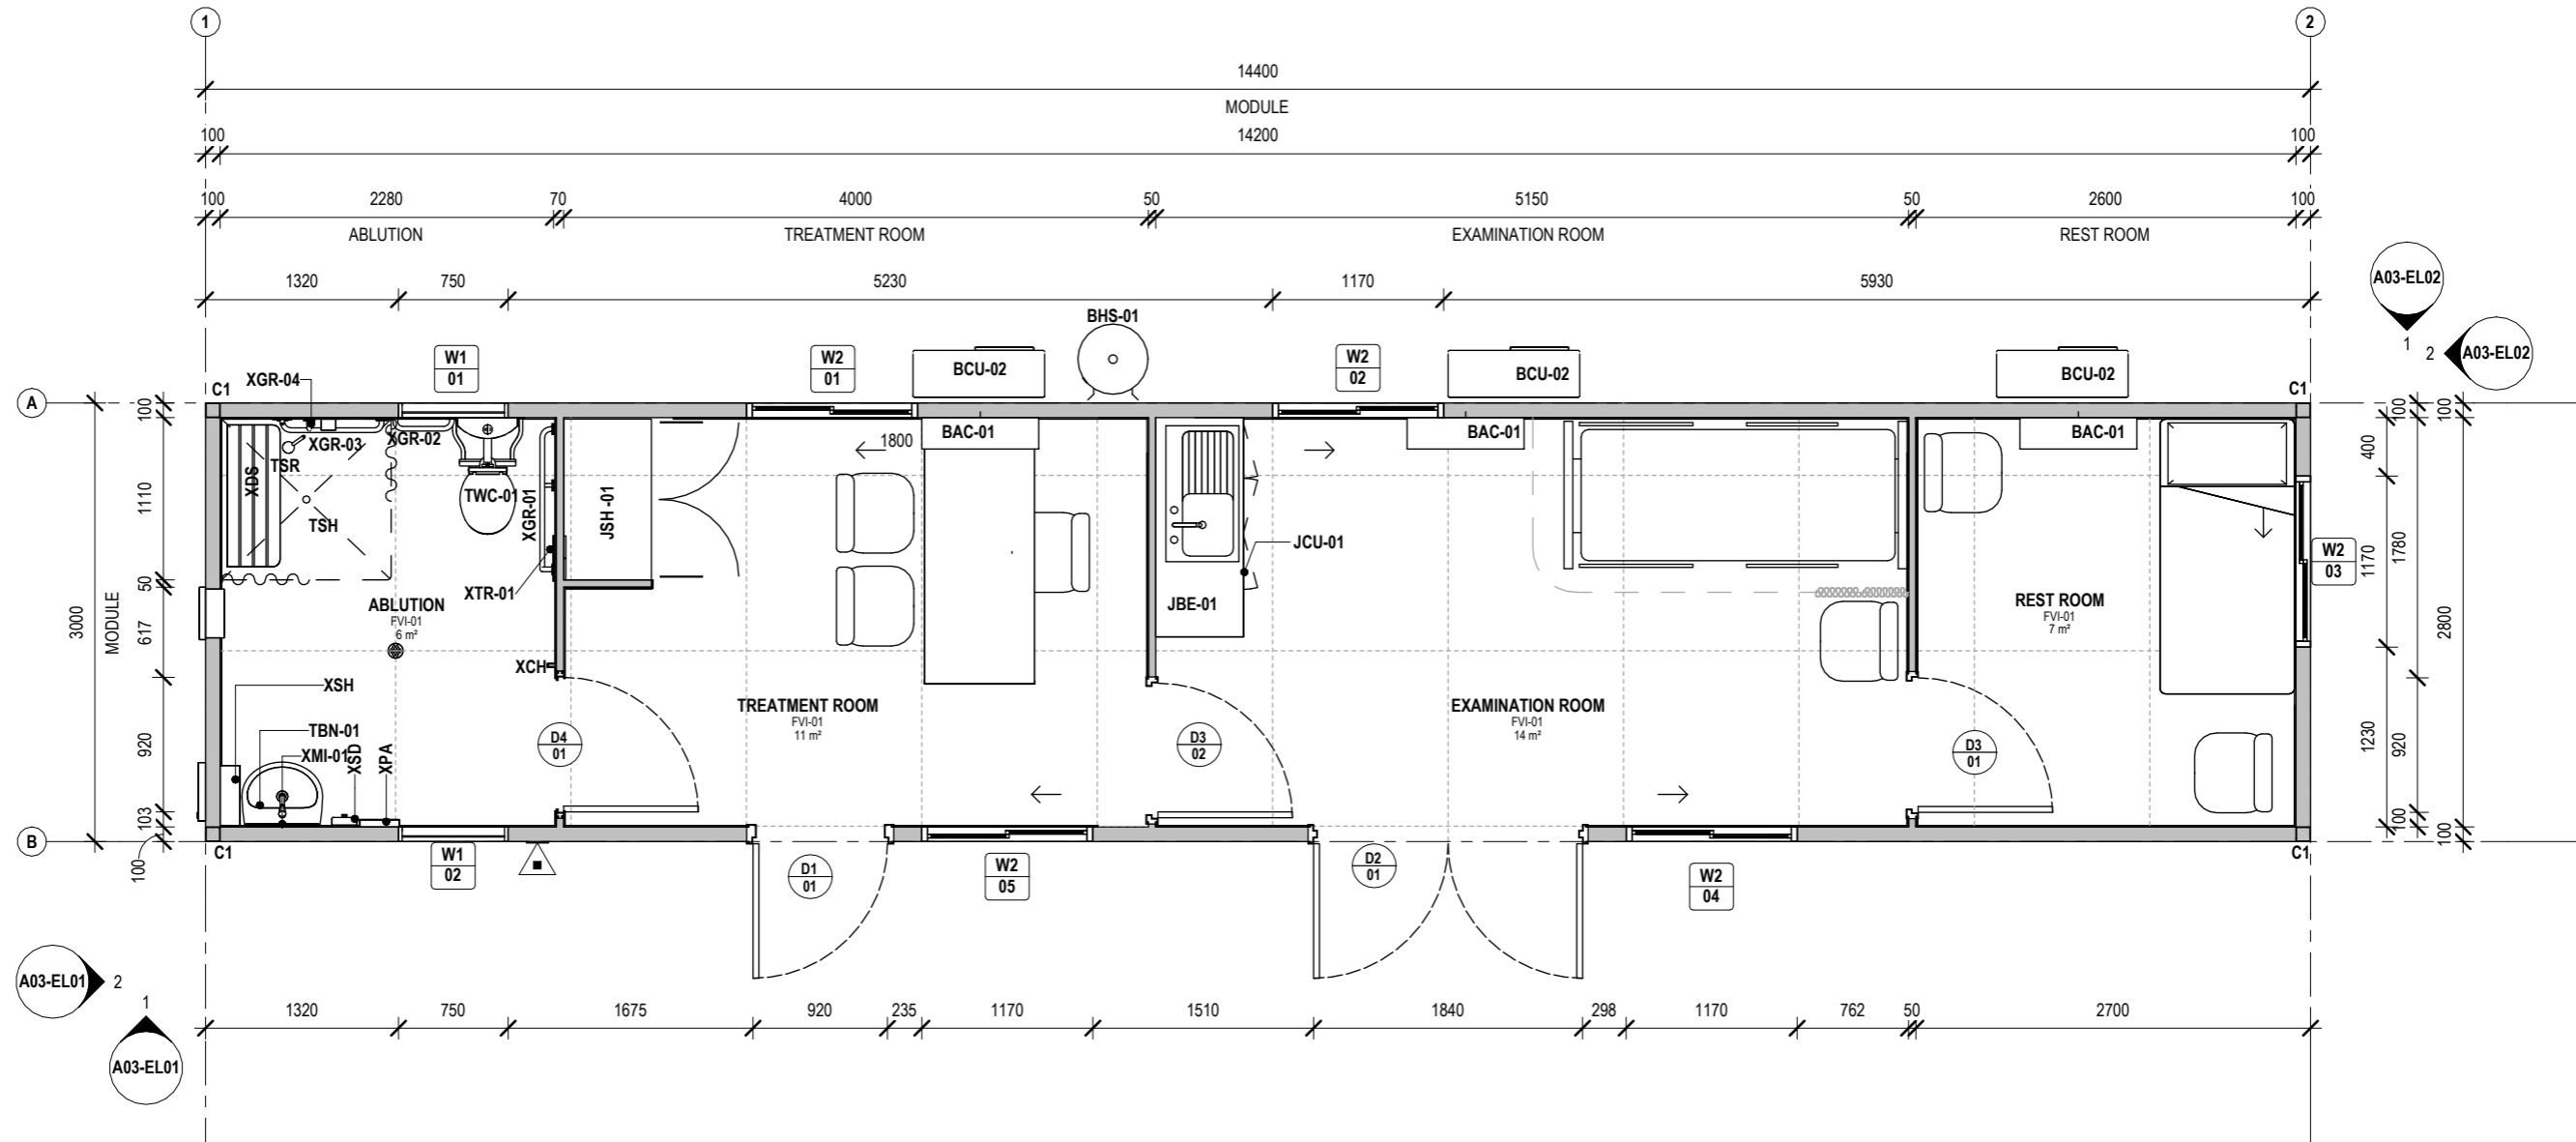 1
2
14400
MODULE
100
14200
100
100
2280
70
4000
50
5150
50
2600
100
ABLUTION
TREATMENT ROOM
EXAMINATION ROOM
REST ROOM
1320
750
5230
1170
5930
A03-EL02
1
2
A03-EL02
BHS-01
W1
01
W2
01
BCU-02
W2
02
BCU-02
BCU-02
XGR-04
C1
C1
A
100
100
100
XGR-03
XGR-02
BAC-01
BAC-01
BAC-01
1800
400
XDS
TSR
TWC-01
XGR-01
JSH-01
1110
TSH
JCU-01
1170
1780
W2
03
50
XTR-01
JBE-01
ABLUTION
FVI-01
6 m²
REST ROOM
FVI-01
7 m²
3000
MODULE
617
2800
XCH
XSH
TREATMENT ROOM
FVI-01
11 m²
EXAMINATION ROOM
FVI-01
14 m²
TBN-01
XMI-01
XSD
XPA
920
D4
01
D3
02
D3
01
1230
920
103
100
100
B
C1
C1
100
W1
02
D1
01
W2
05
D2
01
W2
04
A03-EL01
2
1
A03-EL01
1320
750
1675
920
235
1170
1510
1840
298
1170
762
50
2700